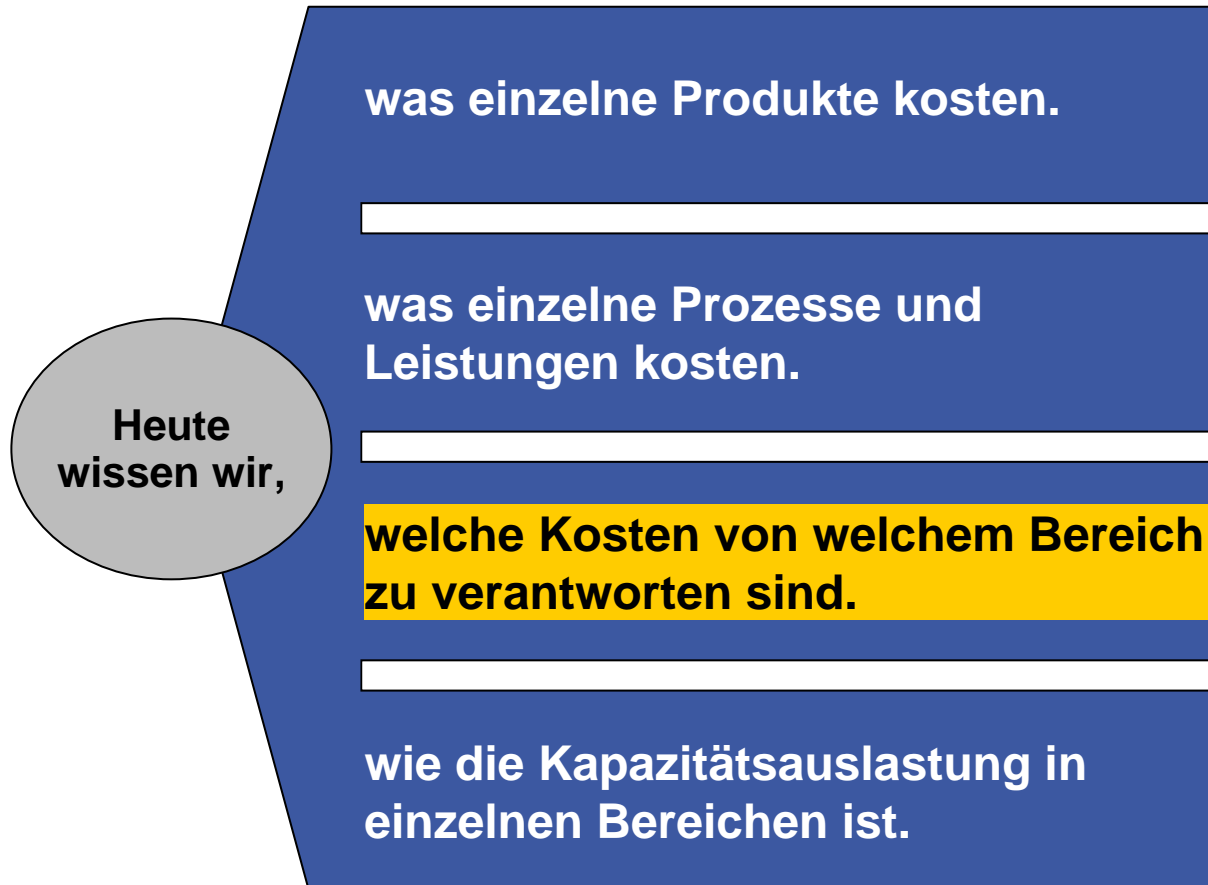 was einzelne Produkte kosten.
was einzelne Prozesse und
Leistungen kosten.
Heute
wissen wir,
welche Kosten von welchem Bereich
zu verantworten sind.
wie die Kapazitätsauslastung in
einzelnen Bereichen ist.